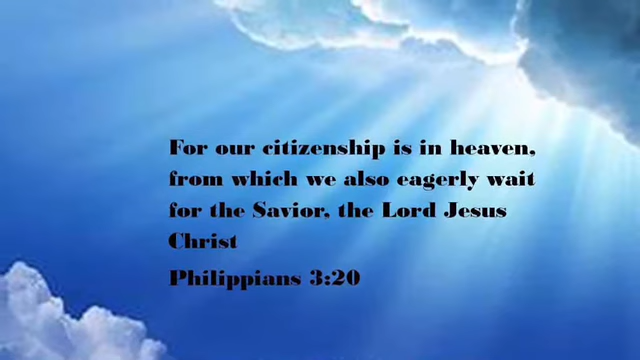 For our citizenship is in heaven,
from which we also eagerly wait
for the Savior, the Lord Jesus
Christ
Philippians 3:20